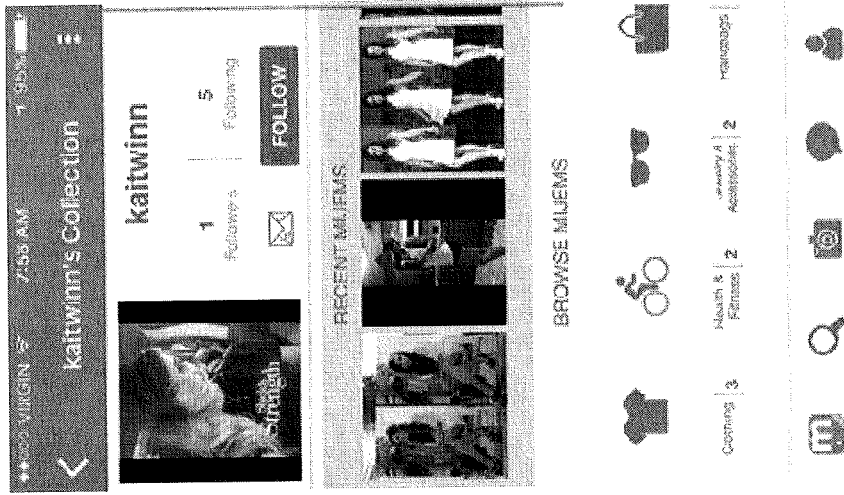 VIRGIN 7:58 AM 95%
kaitwinn's Collection
kaitwinn
1 5
Followers Following
FOLLOW
Strength
RECENT MIJEMS
BROWSE MIJEMS
Clothing 3
Health & Fitness 2
Jewelry & Accessories 2
Handbags
m